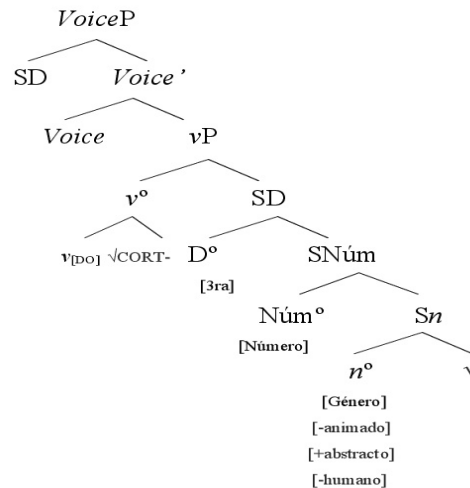 VoiceP
SD Voice’
Voice vP
vº SD
v[DO] √CORT- Dº SNúm
[3ra]
Númº Sn
[Número]
nº
[Género]
[-animado]
[+abstracto]
[-humano]